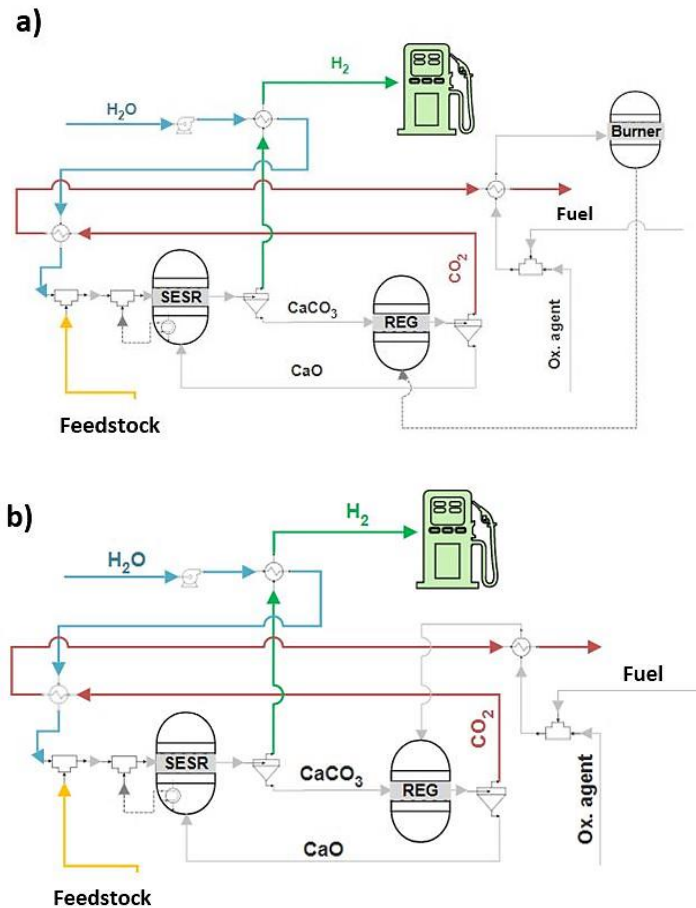 a)
H₂
H₂O
Burner
Fuel
CO₂
SESR
CaCO₃
REG
Ox. agent
CaO
Feedstock
b)
H₂
H₂O
Fuel
CO₂
SESR
CaCO₃
REG
Ox. agent
CaO
Feedstock